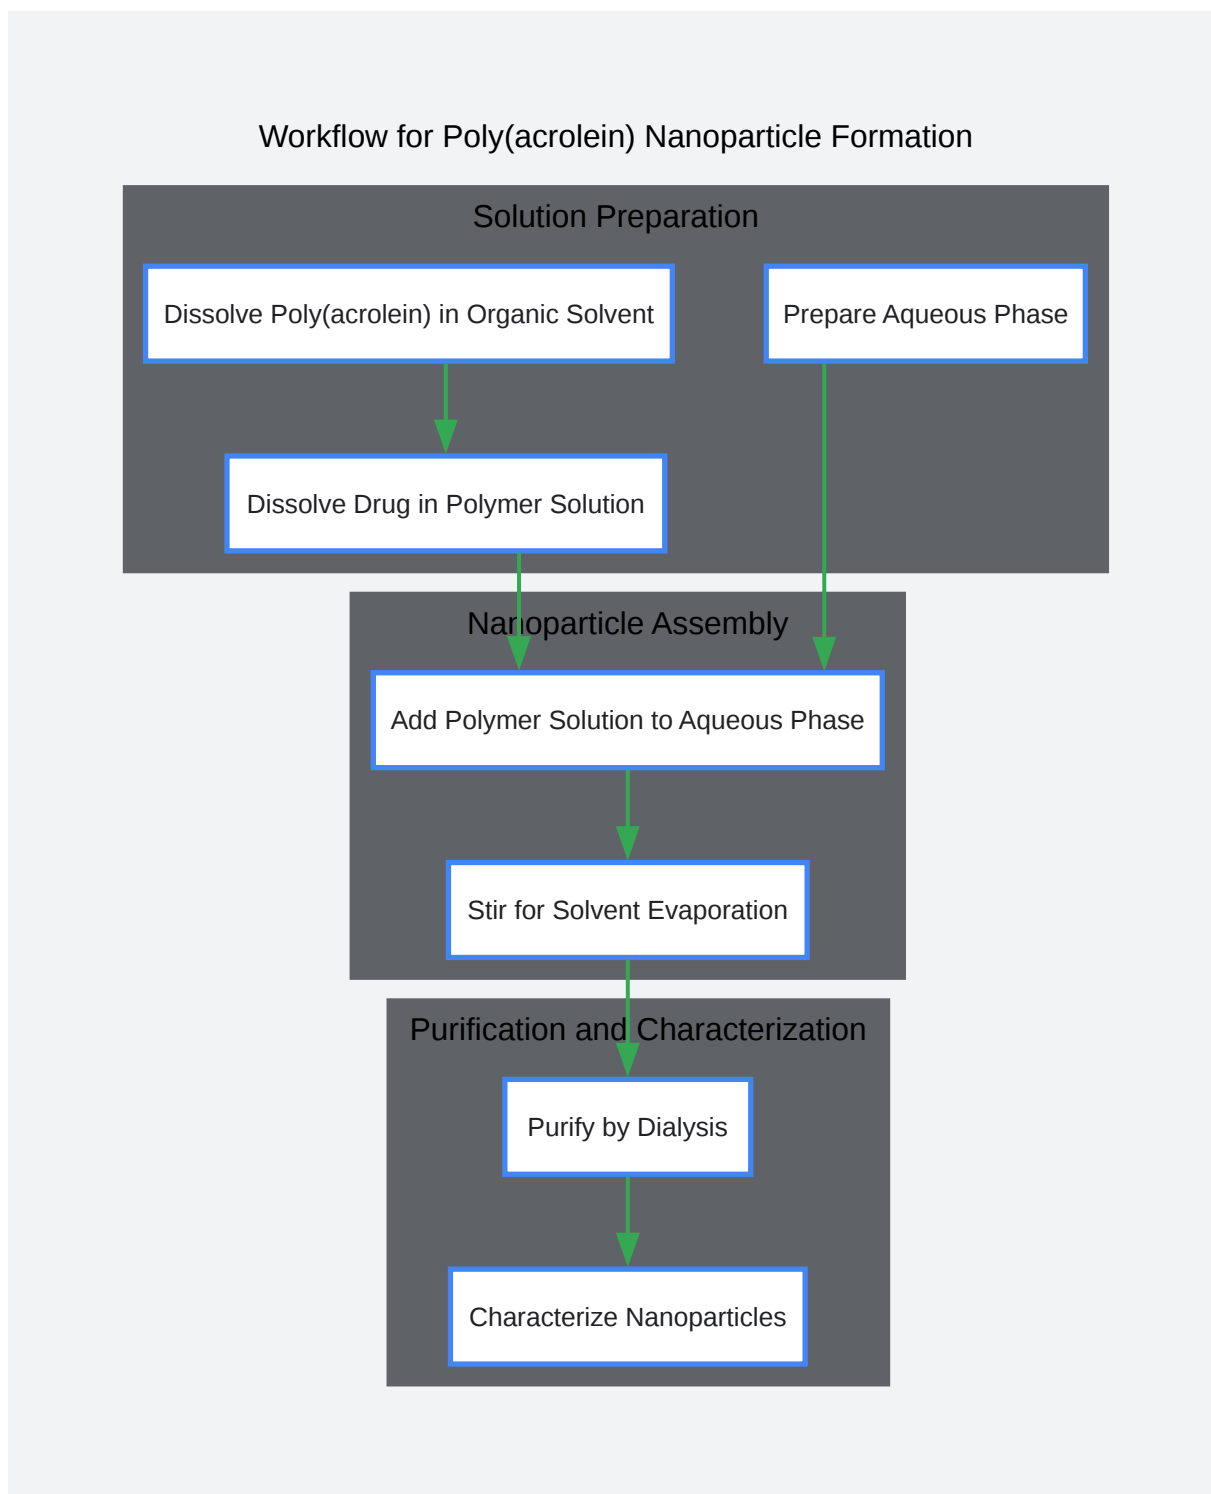 Workflow for Poly(acrolein) Nanoparticle Formation
Solution Preparation
Dissolve Poly(acrolein) in Organic Solvent
Prepare Aqueous Phase
Dissolve Drug in Polymer Solution
Nanoparticle Assembly
Add Polymer Solution to Aqueous Phase
Stir for Solvent Evaporation
Purification and Characterization
Purify by Dialysis
Characterize Nanoparticles